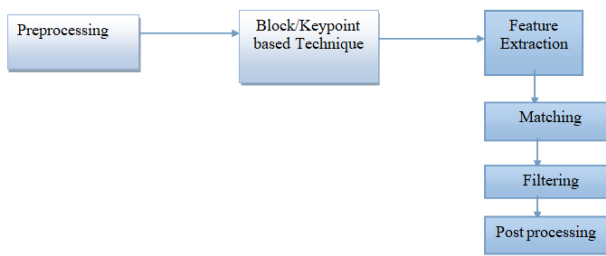 Preprocessing
Block/Keypoint
based Technique
Feature
Extraction
Matching
Filtering
Post processing